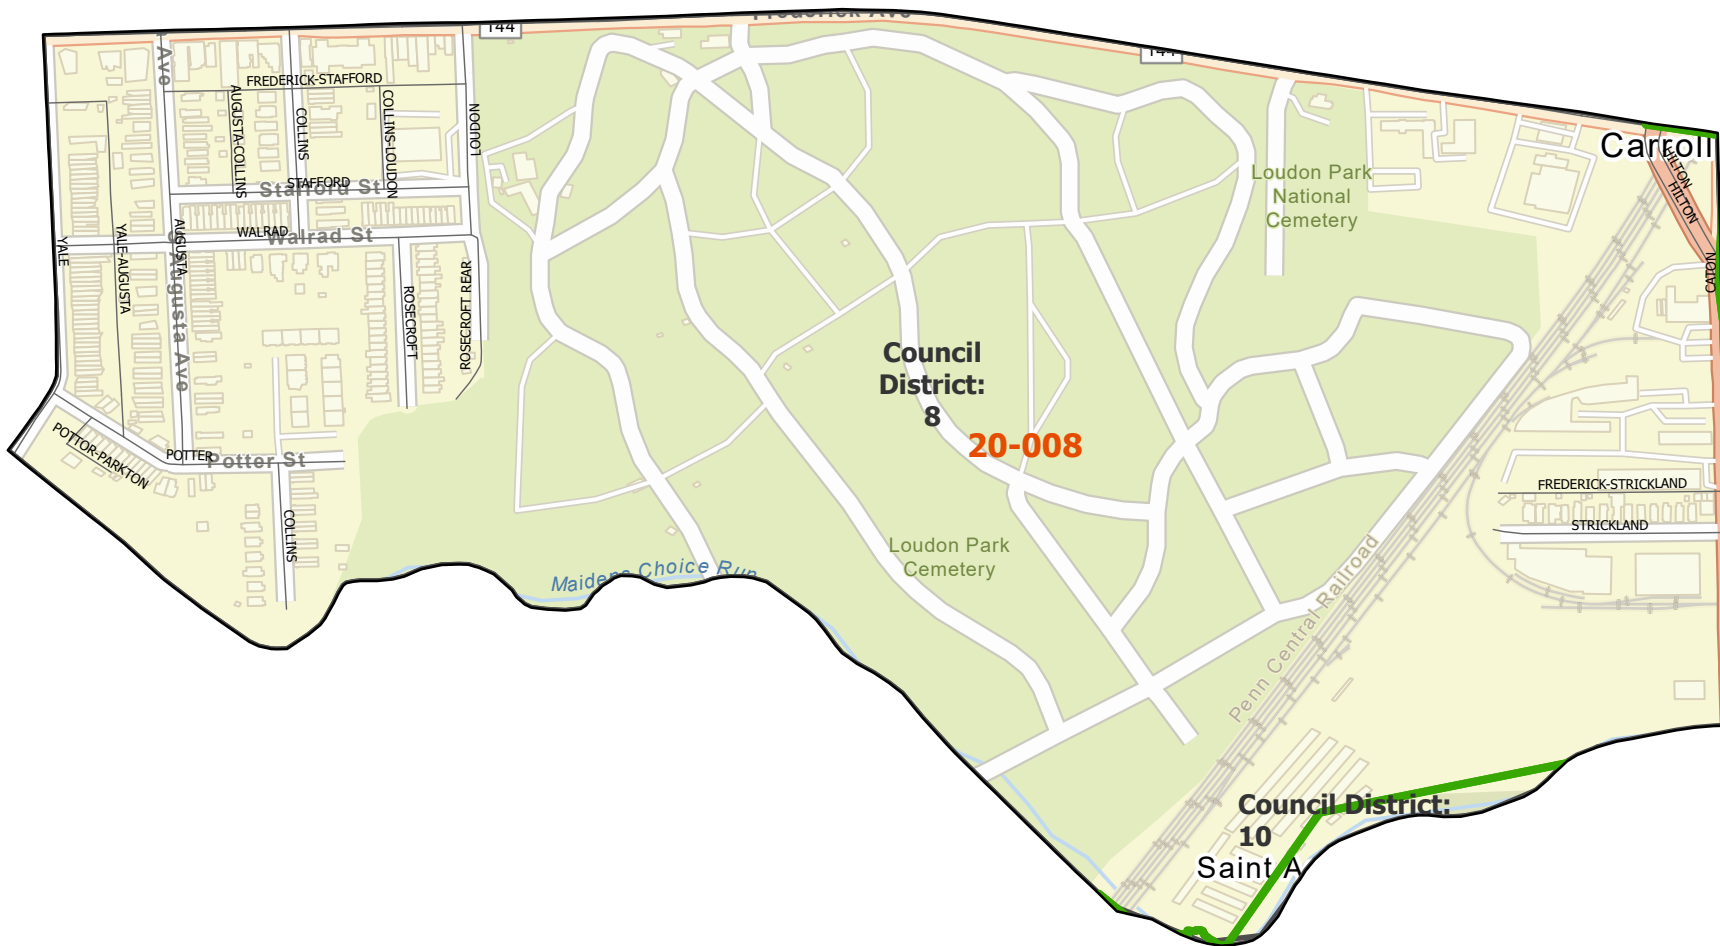 Frederick Ave
144
144
Ave
FREDERICK-STAFFORD
AUGUSTA-COLLINS
COLLINS
COLLINS-LOUDON
LOUDON
Carroll
HILTON
HILTON
STAFFORD
Stafford St
Loudon Park
National
Cemetery
YALE
YALE-AUGUSTA
AUGUSTA
S Augusta Ave
WALRAD
Walrad St
ROSECROFT
ROSECROFT REAR
CATON
Council
District:
8
20-008
POTTOR-PARKTON
POTTER
Potter St
COLLINS
FREDERICK-STRICKLAND
STRICKLAND
Loudon Park
Cemetery
Maidens Choice Run
Penn Central Railroad
Council District:
10
Saint A